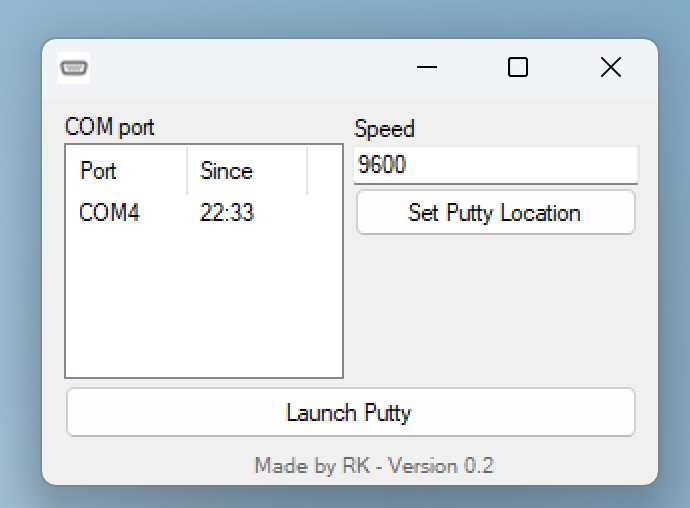 COM port
Port Since
COM4 22:33
Speed
9600
Set Putty Location
Launch Putty
Made by RK - Version 0.2